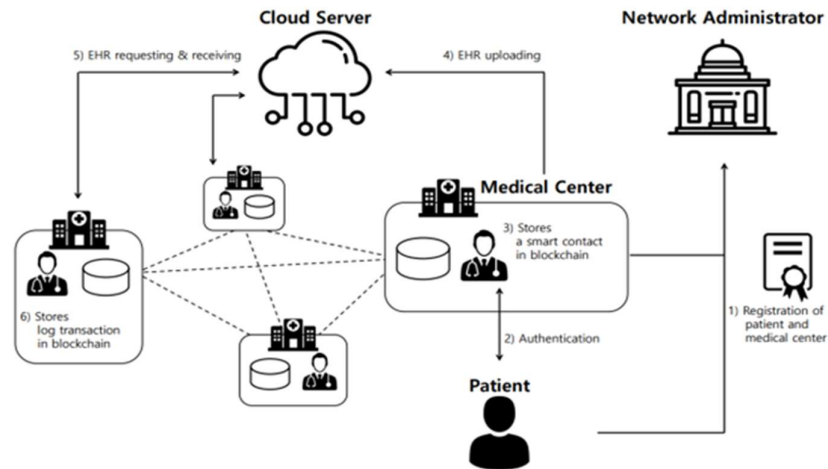 Cloud Server
Network Administrator
5) EHR requesting & receiving
4) EHR uploading
Medical Center
3) Stores
a smart contact
in blockchain
6) Stores
log transaction
in blockchain
2) Authentication
1) Registration of
patient and
medical center
Patient